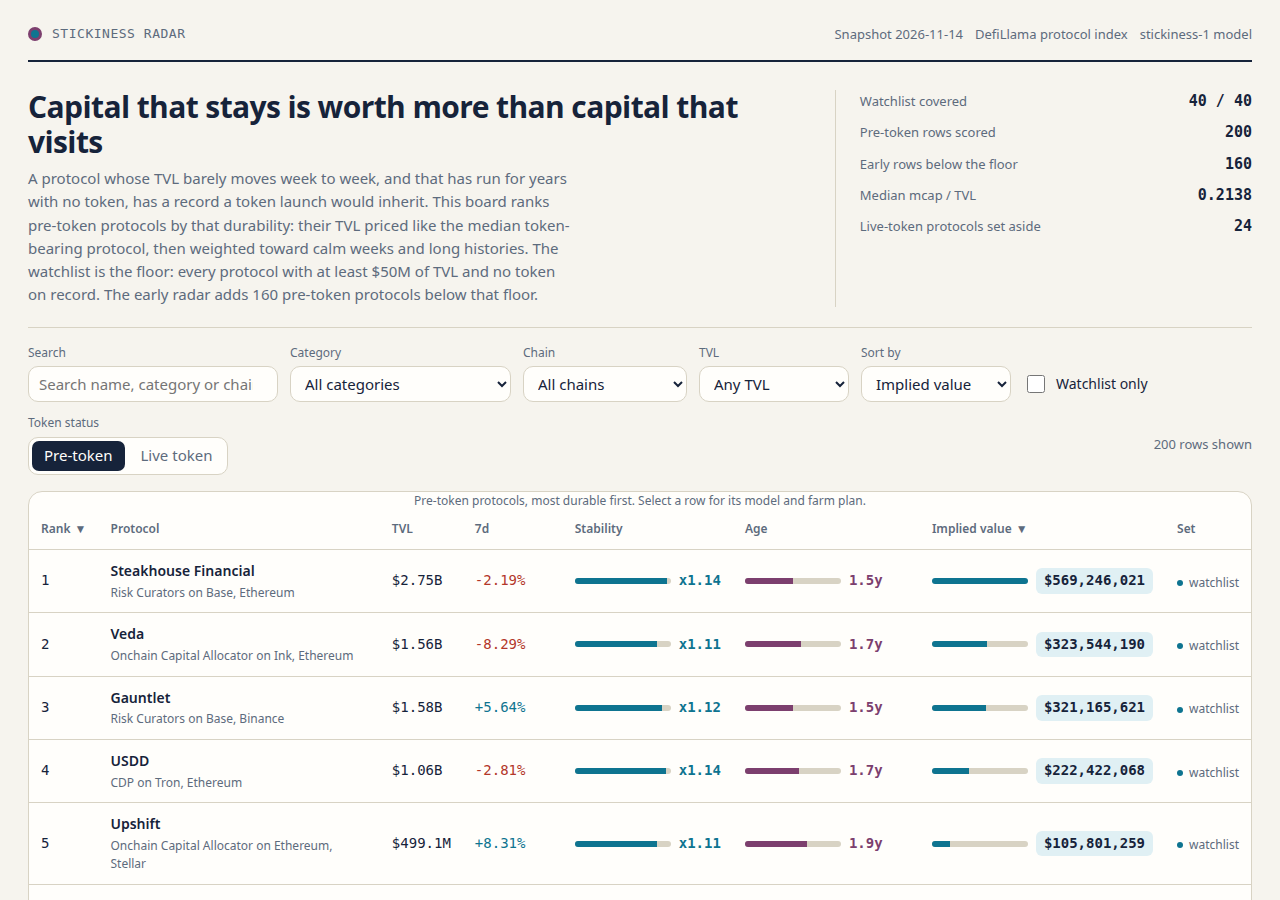 STICKINESS RADAR
Snapshot 2026-11-14 DefiLlama protocol index stickiness-1 model
Capital that stays is worth more than capital that
visits
A protocol whose TVL barely moves week to week, and that has run for years
with no token, has a record a token launch would inherit. This board ranks
pre-token protocols by that durability: their TVL priced like the median token-
bearing protocol, then weighted toward calm weeks and long histories. The
watchlist is the floor: every protocol with at least $50M of TVL and no token
on record. The early radar adds 160 pre-token protocols below that floor.
Watchlist covered 40 / 40
Pre-token rows scored 200
Early rows below the floor 160
Median mcap / TVL 0.2138
Live-token protocols set aside 24
Search Category Chain TVL Sort by
Search name, category or chai All categories All chains Any TVL Implied value Watchlist only
Token status
Pre-token Live token
200 rows shown
Pre-token protocols, most durable first. Select a row for its model and farm plan.
Rank ▼ Protocol TVL 7d Stability Age Implied value ▼ Set
1 Steakhouse Financial $2.75B -2.19% x1.14 1.5y $569,246,021 watchlist
Risk Curators on Base, Ethereum
2 Veda $1.56B -8.29% x1.11 1.7y $323,544,190 watchlist
Onchain Capital Allocator on Ink, Ethereum
3 Gauntlet $1.58B +5.64% x1.12 1.5y $321,165,621 watchlist
Risk Curators on Base, Binance
4 USDD $1.06B -2.81% x1.14 1.7y $222,422,068 watchlist
CDP on Tron, Ethereum
5 Upshift $499.1M +8.31% x1.11 1.9y $105,801,259 watchlist
Onchain Capital Allocator on Ethereum,
Stellar